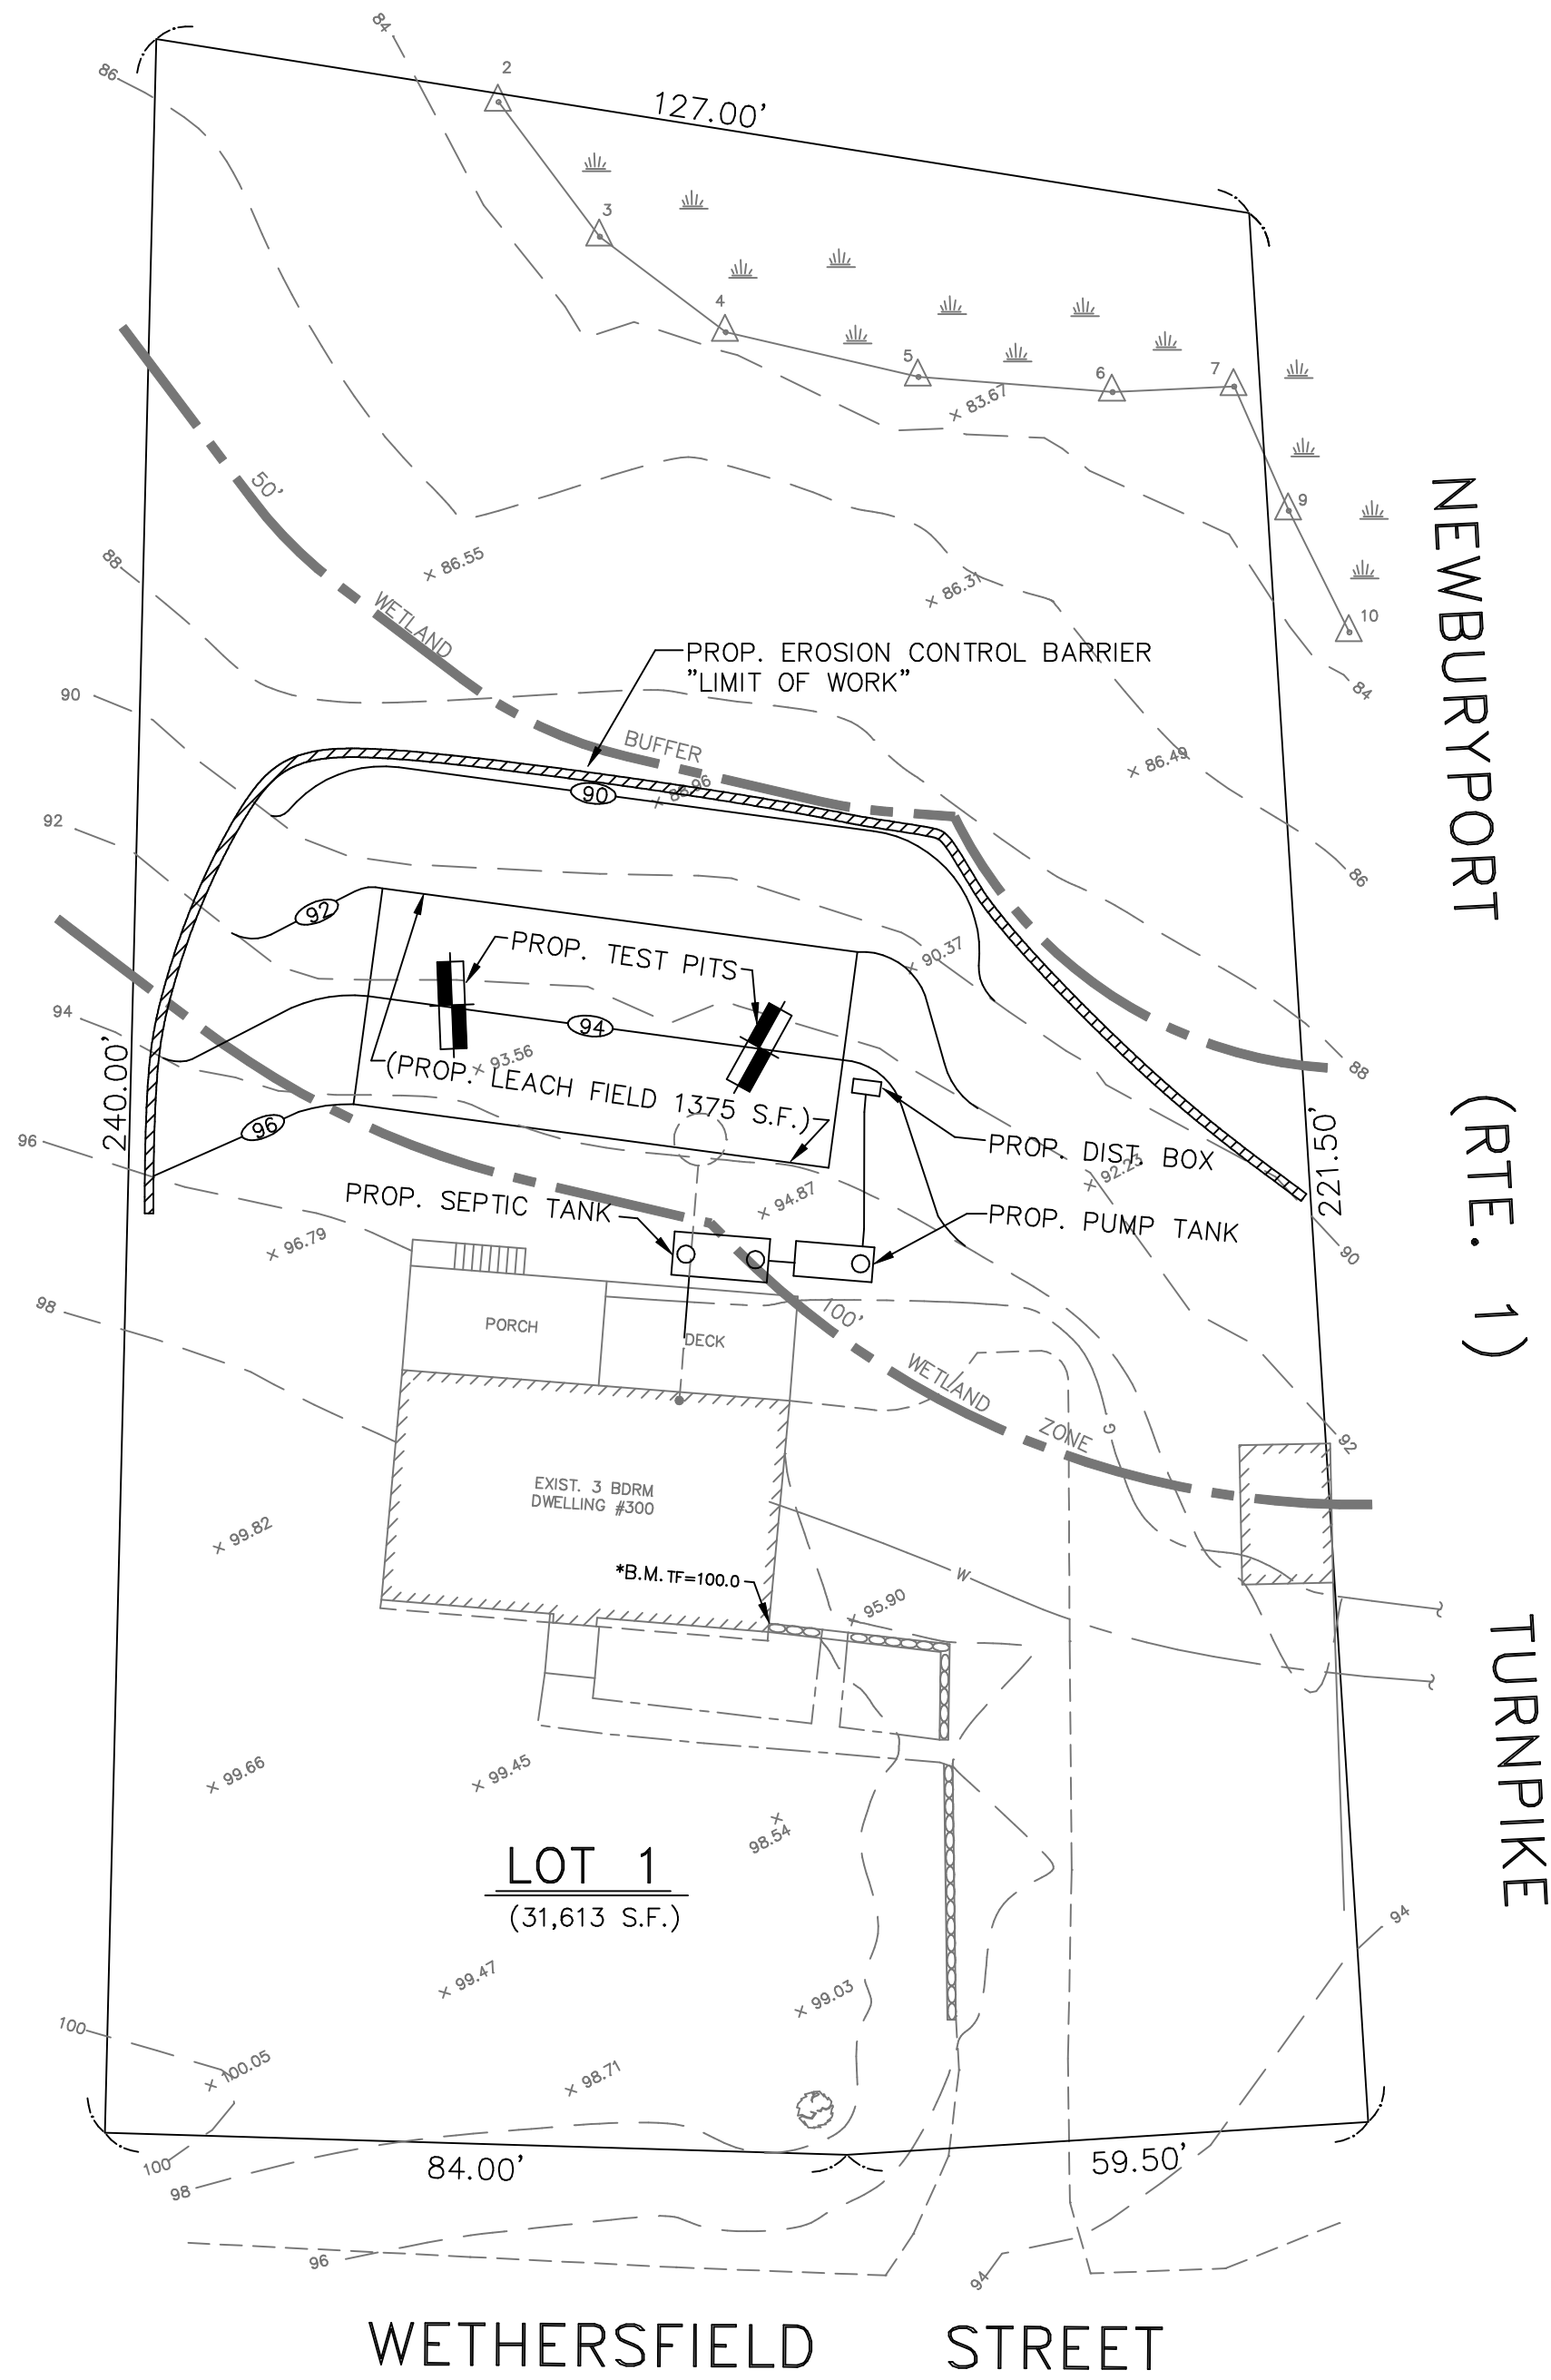 84
86
2
127.00'
3
4
5
6
7
83.67
9
10
50'
88
86.55
86.31
WETLAND
PROP. EROSION CONTROL BARRIER
"LIMIT OF WORK"
84
90
BUFFER
86.49
90
92
86
92
90.37
PROP. TEST PITS
94
94
93.56
(PROP. LEACH FIELD 1375 S.F.)
88
240.00'
96
96
PROP. DIST. BOX
92.23
221.50'
PROP. SEPTIC TANK
94.87
PROP. PUMP TANK
96.79
90
98
100'
PORCH
DECK
WETLAND
ZONE
G
92
EXIST. 3 BDRM
DWELLING #300
99.82
*B.M. TF=100.0
W
95.90
99.66
99.45
98.54
LOT 1
(31,613 S.F.)
94
99.47
99.03
100
100.05
98.71
100
98
84.00'
59.50'
96
94
NEWBURYPORT (RTE. 1) TURNPIKE
WETHERSFIELD STREET